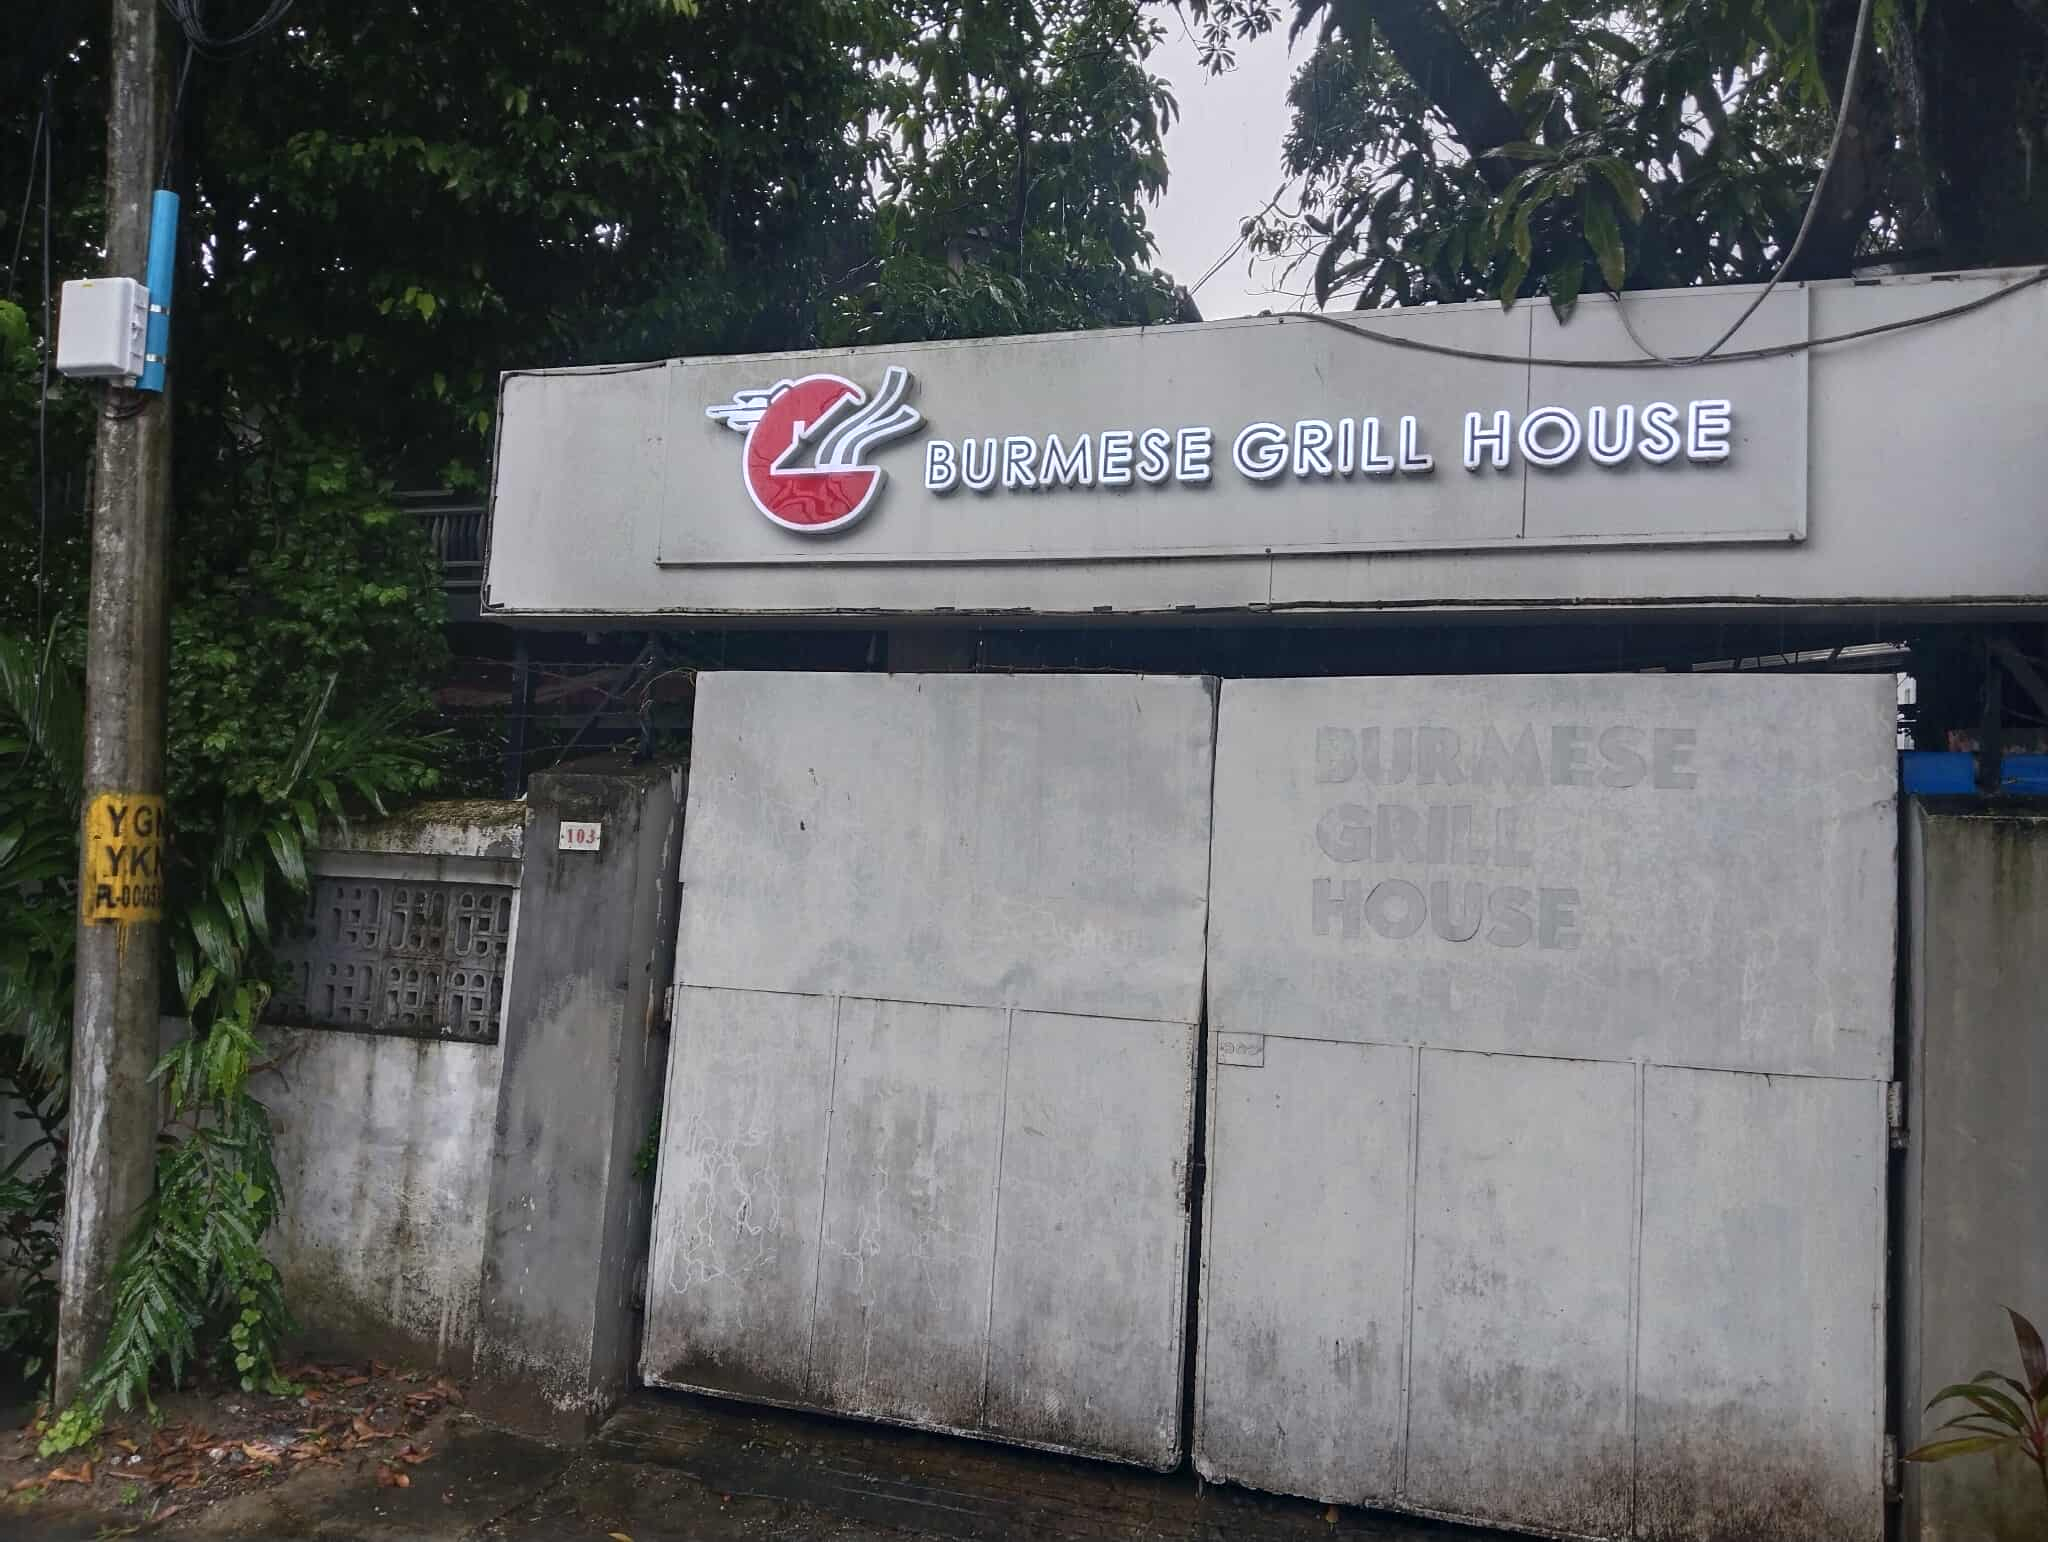 BURMESE GRILL HOUSE
BURMESE
GRILL
HOUSE
103
YGN
YKN